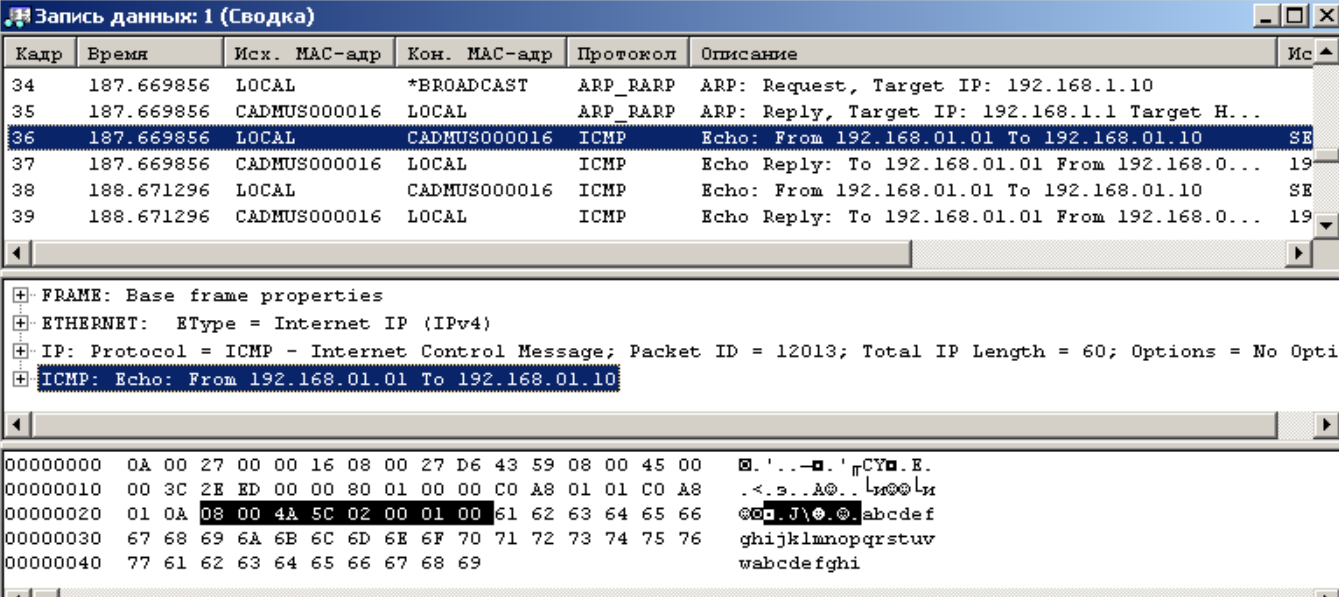 Запись данных: 1 (Сводка)
Кадр Время Исх. MAC-адр Кон. MAC-адр Протокол Описание Ис
34 187.669856 LOCAL *BROADCAST ARP_RARP ARP: Request, Target IP: 192.168.1.10
35 187.669856 CADMUS000016 LOCAL ARP_RARP ARP: Reply, Target IP: 192.168.1.1 Target H...
36 187.669856 LOCAL CADMUS000016 ICMP Echo: From 192.168.01.01 To 192.168.01.10 SE
37 187.669856 CADMUS000016 LOCAL ICMP Echo Reply: To 192.168.01.01 From 192.168.0... 19
38 188.671296 LOCAL CADMUS000016 ICMP Echo: From 192.168.01.01 To 192.168.01.10 SE
39 188.671296 CADMUS000016 LOCAL ICMP Echo Reply: To 192.168.01.01 From 192.168.0... 19
FRAME: Base frame properties
ETHERNET: EType = Internet IP (IPv4)
IP: Protocol = ICMP - Internet Control Message; Packet ID = 12013; Total IP Length = 60; Options = No Opti
ICMP: Echo: From 192.168.01.01 To 192.168.01.10
00000000 0A 00 27 00 00 16 08 00 27 D6 43 59 08 00 45 00 ◙.'..▬◘.'╓CY◘.E.
00000010 00 3C 2E ED 00 00 80 01 00 00 C0 A8 01 01 C0 A8 .<.э..А☺..└и☺☺└и
00000020 01 0A 08 00 4A 5C 02 00 01 00 61 62 63 64 65 66 ☺◙◘.J\☻.☺.abcdef
00000030 67 68 69 6A 6B 6C 6D 6E 6F 70 71 72 73 74 75 76 ghijklmnopqrstuv
00000040 77 61 62 63 64 65 66 67 68 69 wabcdefghi